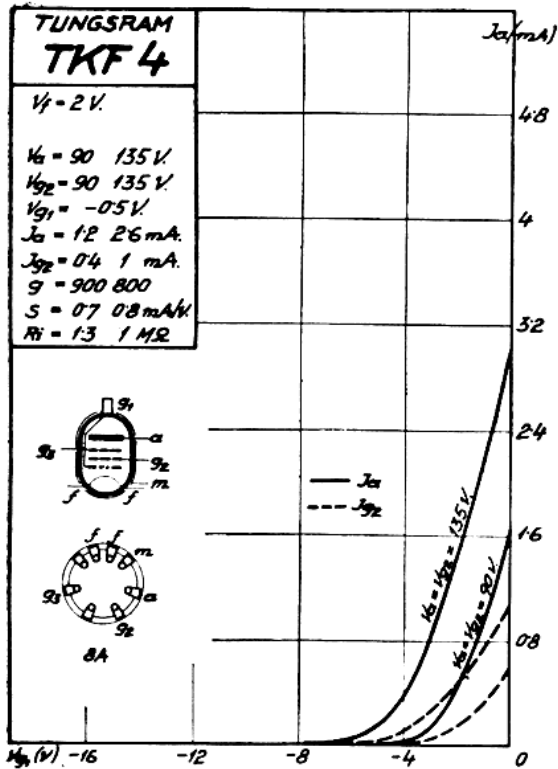 TUNGSRAM
TKF 4
Vf = 2 V.
Va = 90 135 V.
Vg2 = 90 135 V.
Vg1 = -0.5 V.
Ja = 1.2 2.6 mA.
Jg2 = 0.4 1 mA.
g = 900 800
S = 0.7 0.8 mA/V.
Ri = 1.3 1 MΩ
Ja(mA)
4.8
4
3.2
2.4
1.6
0.8
g1
a
g3
g2
m
f f
f f
m
g3 a
g2
8A
Ja
Jg2
Va = Vg2 = 135 V.
Va = Vg2 = 90 V.
Vg1 (V) -16 -12 -8 -4 0